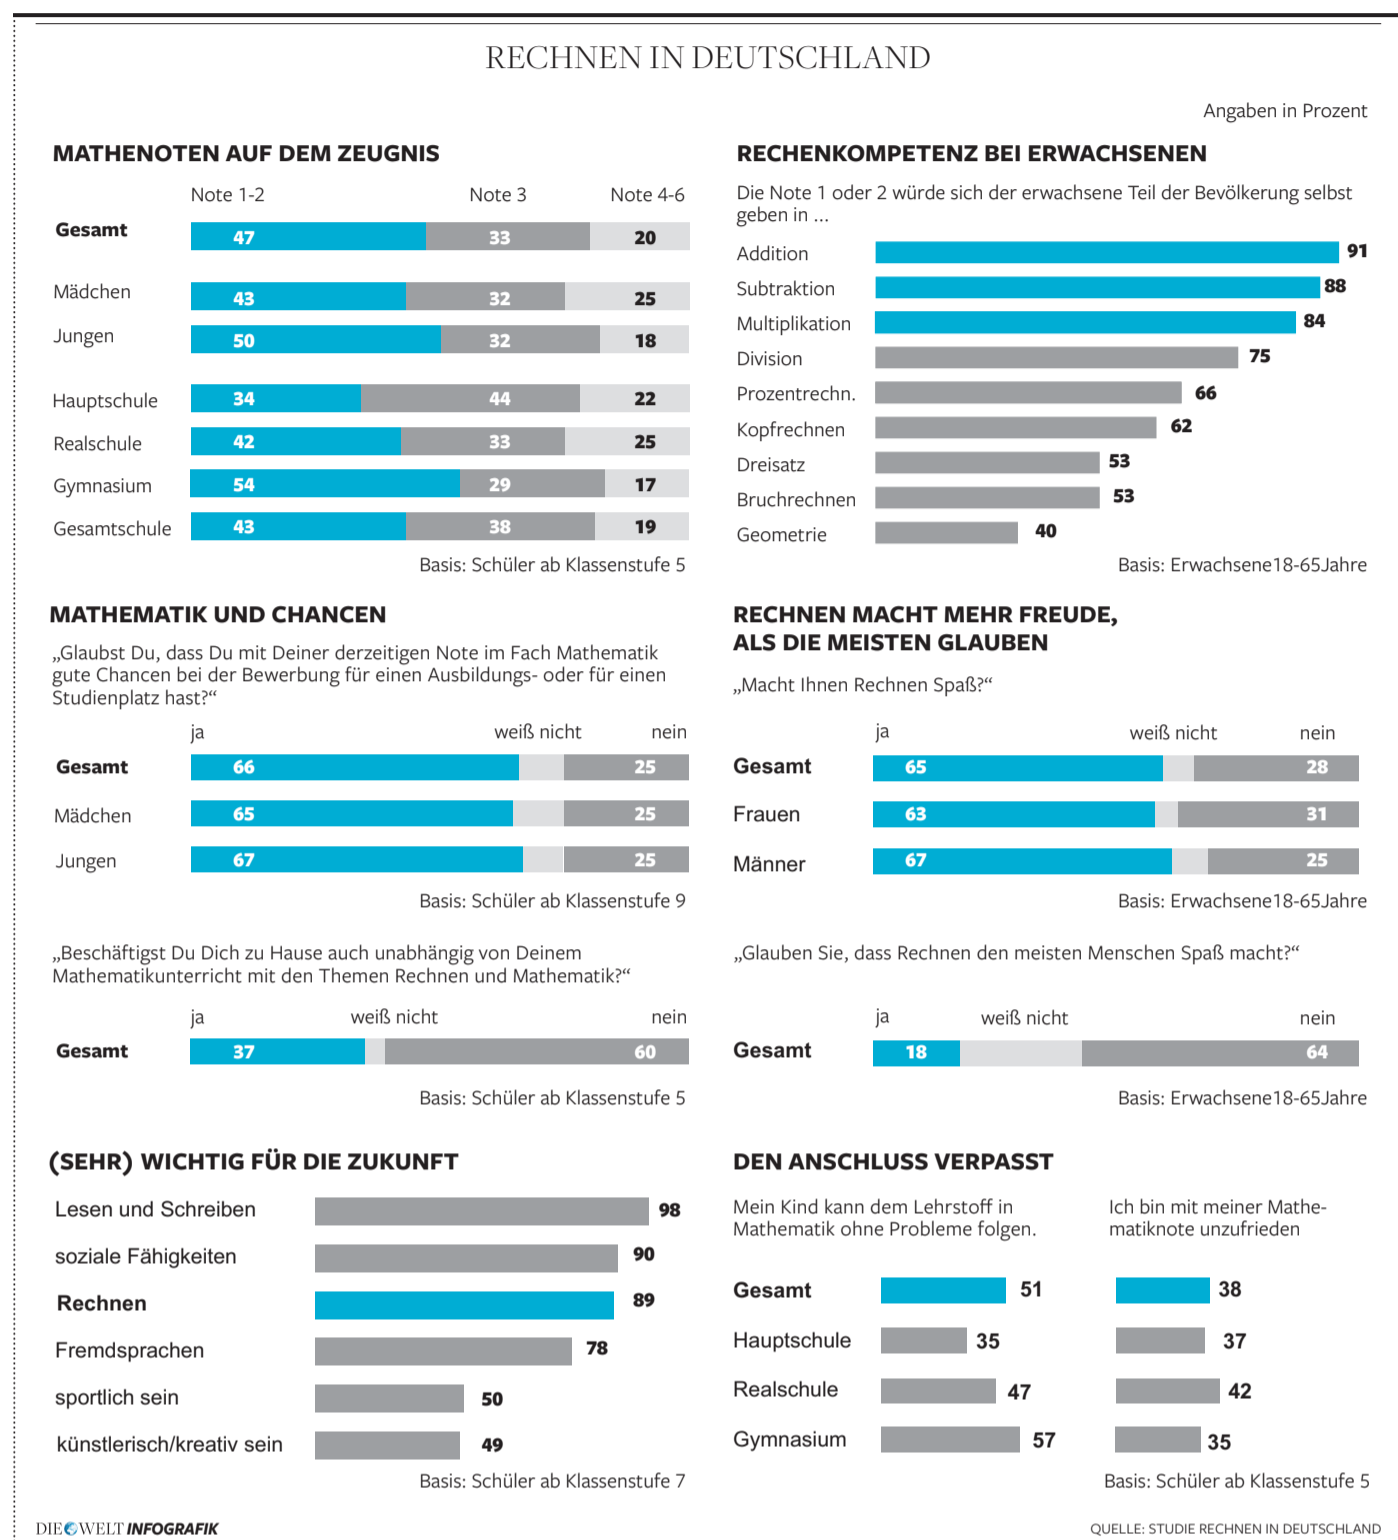 RECHNEN IN DEUTSCHLAND
Angaben in Prozent
MATHENOTEN AUF DEM ZEUGNIS
Note 1-2 Note 3 Note 4-6
Gesamt 47 33 20
Mädchen 43 32 25
Jungen 50 32 18
Hauptschule 34 44 22
Realschule 42 33 25
Gymnasium 54 29 17
Gesamtschule 43 38 19
Basis: Schüler ab Klassenstufe 5
RECHENKOMPETENZ BEI ERWACHSENEN
Die Note 1 oder 2 würde sich der erwachsene Teil der Bevölkerung selbst
geben in ...
Addition 91
Subtraktion 88
Multiplikation 84
Division 75
Prozentrechn. 66
Kopfrechnen 62
Dreisatz 53
Bruchrechnen 53
Geometrie 40
Basis: Erwachsene18-65Jahre
MATHEMATIK UND CHANCEN
„Glaubst Du, dass Du mit Deiner derzeitigen Note im Fach Mathematik
gute Chancen bei der Bewerbung für einen Ausbildungs- oder für einen
Studienplatz hast?“
ja weiß nicht nein
Gesamt 66 25
Mädchen 65 25
Jungen 67 25
Basis: Schüler ab Klassenstufe 9
„Beschäftigst Du Dich zu Hause auch unabhängig von Deinem
Mathematikunterricht mit den Themen Rechnen und Mathematik?“
ja weiß nicht nein
Gesamt 37 60
Basis: Schüler ab Klassenstufe 5
RECHNEN MACHT MEHR FREUDE,
ALS DIE MEISTEN GLAUBEN
„Macht Ihnen Rechnen Spaß?“
ja weiß nicht nein
Gesamt 65 28
Frauen 63 31
Männer 67 25
Basis: Erwachsene18-65Jahre
„Glauben Sie, dass Rechnen den meisten Menschen Spaß macht?“
ja weiß nicht nein
Gesamt 18 64
Basis: Erwachsene18-65Jahre
(SEHR) WICHTIG FÜR DIE ZUKUNFT
Lesen und Schreiben 98
soziale Fähigkeiten 90
Rechnen 89
Fremdsprachen 78
sportlich sein 50
künstlerisch/kreativ sein 49
Basis: Schüler ab Klassenstufe 7
DEN ANSCHLUSS VERPASST
Mein Kind kann dem Lehrstoff in
Mathematik ohne Probleme folgen.
Ich bin mit meiner Mathe-
matiknote unzufrieden
Gesamt 51 38
Hauptschule 35 37
Realschule 47 42
Gymnasium 57 35
Basis: Schüler ab Klassenstufe 5
DIE WELT INFOGRAFIK
QUELLE: STUDIE RECHNEN IN DEUTSCHLAND